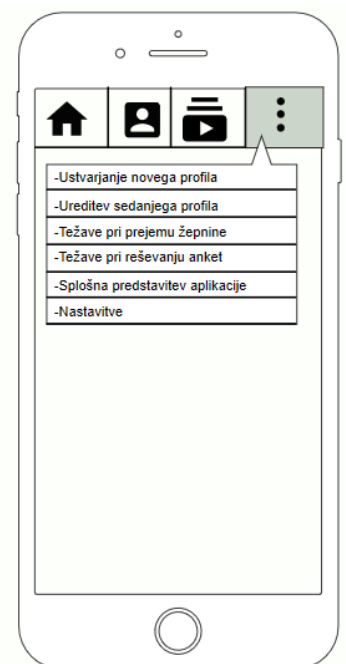 -Ustvarjanje novega profila
-Ureditev sedanjega profila
-Težave pri prejemu žepnine
-Težave pri reševanju anket
-Splošna predstavitev aplikacije
-Nastavitve